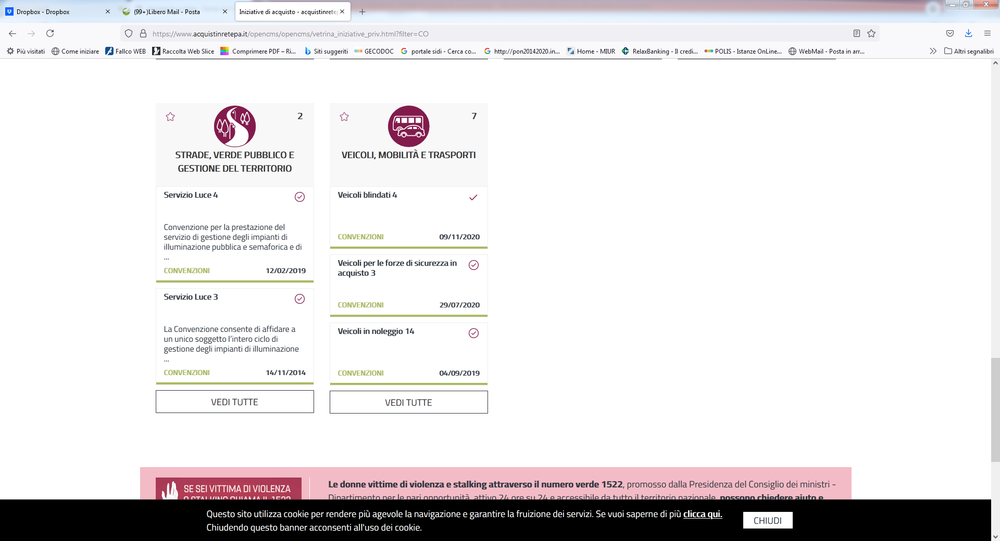 Dropbox - Dropbox
(99+)Libero Mail - Posta
Iniziative di acquisto - acquistinrete
https://www.acquistinretepa.it/opencms/opencms/vetrina_iniziative_priv.html?filter=CO
Più visitati
Come iniziare
Fallco WEB
Raccolta Web Slice
Comprimere PDF – Ri...
Siti suggeriti
GECODOC
portale sidi - Cerca co...
http://pon20142020.in...
Home - MIUR
RelaxBanking - Il credi...
POLIS - Istanze OnLine...
WebMail - Posta in arr...
Altri segnalibri
2
STRADE, VERDE PUBBLICO E
GESTIONE DEL TERRITORIO
Servizio Luce 4
Convenzione per la prestazione del
servizio di gestione degli impianti di
illuminazione pubblica e semaforica e di
...
CONVENZIONI 12/02/2019
Servizio Luce 3
La Convenzione consente di affidare a
un unico soggetto l’intero ciclo di
gestione degli impianti di illuminazione
...
CONVENZIONI 14/11/2014
VEDI TUTTE
7
VEICOLI, MOBILITÀ E TRASPORTI
Veicoli blindati 4
CONVENZIONI 09/11/2020
Veicoli per le forze di sicurezza in
acquisto 3
CONVENZIONI 29/07/2020
Veicoli in noleggio 14
CONVENZIONI 04/09/2019
VEDI TUTTE
SE SEI VITTIMA DI VIOLENZA
O STALKING CHIAMA IL 1522
Le donne vittime di violenza e stalking attraverso il numero verde 1522, promosso dalla Presidenza del Consiglio dei ministri -
Dipartimento per le pari opportunità, attivo 24 ore su 24 e accessibile da tutto il territorio nazionale, possono chiedere aiuto e
Questo sito utilizza cookie per rendere più agevole la navigazione e garantire la fruizione dei servizi. Se vuoi saperne di più clicca qui.
Chiudendo questo banner acconsenti all'uso dei cookie.
CHIUDI